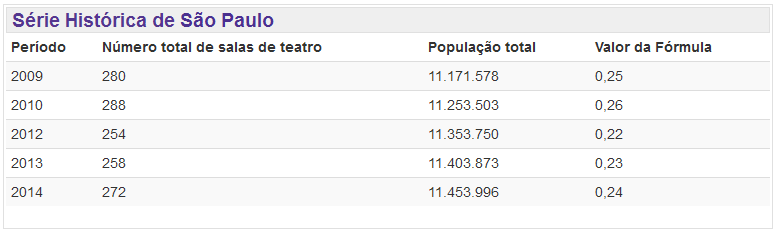 Série Histórica de São Paulo
Período Número total de salas de teatro População total Valor da Fórmula
2009 280 11.171.578 0,25
2010 288 11.253.503 0,26
2012 254 11.353.750 0,22
2013 258 11.403.873 0,23
2014 272 11.453.996 0,24